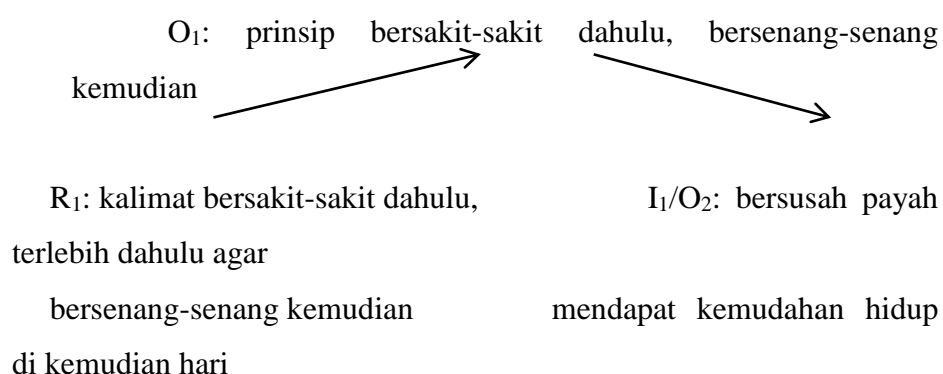 O₁: prinsip bersakit-sakit dahulu, bersenang-senang
kemudian
R₁: kalimat bersakit-sakit dahulu, I₁/O₂: bersusah payah
terlebih dahulu agar
bersenang-senang kemudian mendapat kemudahan hidup
di kemudian hari